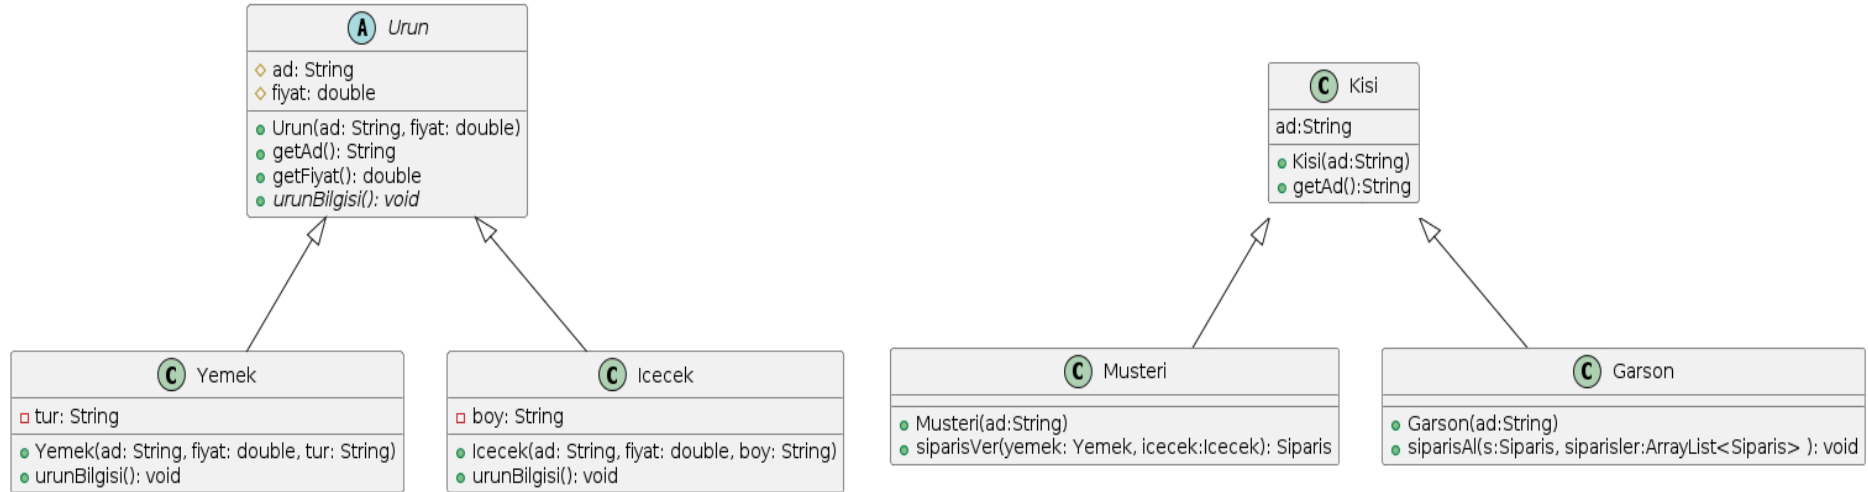 A Urun
ad: String
fiyat: double
Urun(ad: String, fiyat: double)
getAd(): String
getFiyat(): double
urunBilgisi(): void
C Yemek
tur: String
Yemek(ad: String, fiyat: double, tur: String)
urunBilgisi(): void
C Icecek
boy: String
Icecek(ad: String, fiyat: double, boy: String)
urunBilgisi(): void
C Kisi
ad:String
Kisi(ad:String)
getAd():String
C Musteri
Musteri(ad:String)
siparisVer(yemek: Yemek, icecek:Icecek): Siparis
C Garson
Garson(ad:String)
siparisAl(s:Siparis, siparisler:ArrayList<Siparis> ): void